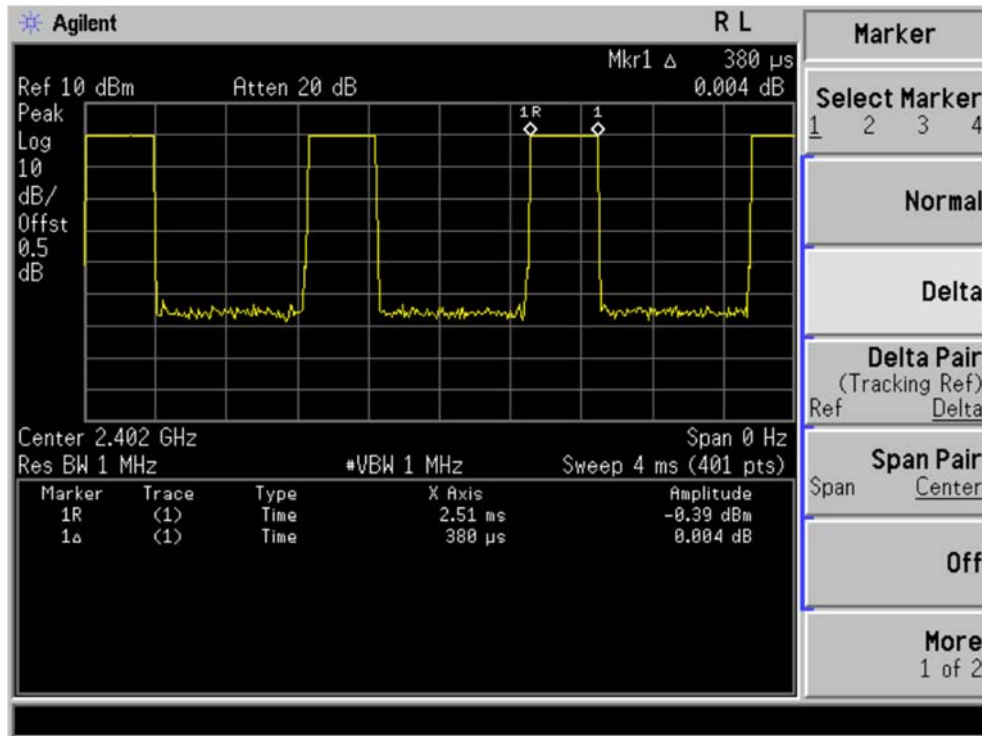 Agilent
R L
Mkr1 Δ 380 µs
Ref 10 dBm Atten 20 dB 0.004 dB
Peak
Log
10
dB/
Offst
0.5
dB
1R 1
Center 2.402 GHz Span 0 Hz
Res BW 1 MHz #VBW 1 MHz Sweep 4 ms (401 pts)
Marker Trace Type X Axis Amplitude
1R (1) Time 2.51 ms -0.39 dBm
1Δ (1) Time 380 µs 0.004 dB
Marker
Select Marker
1 2 3 4
Normal
Delta
Delta Pair
(Tracking Ref)
Ref Delta
Span Pair
Span Center
Off
More
1 of 2